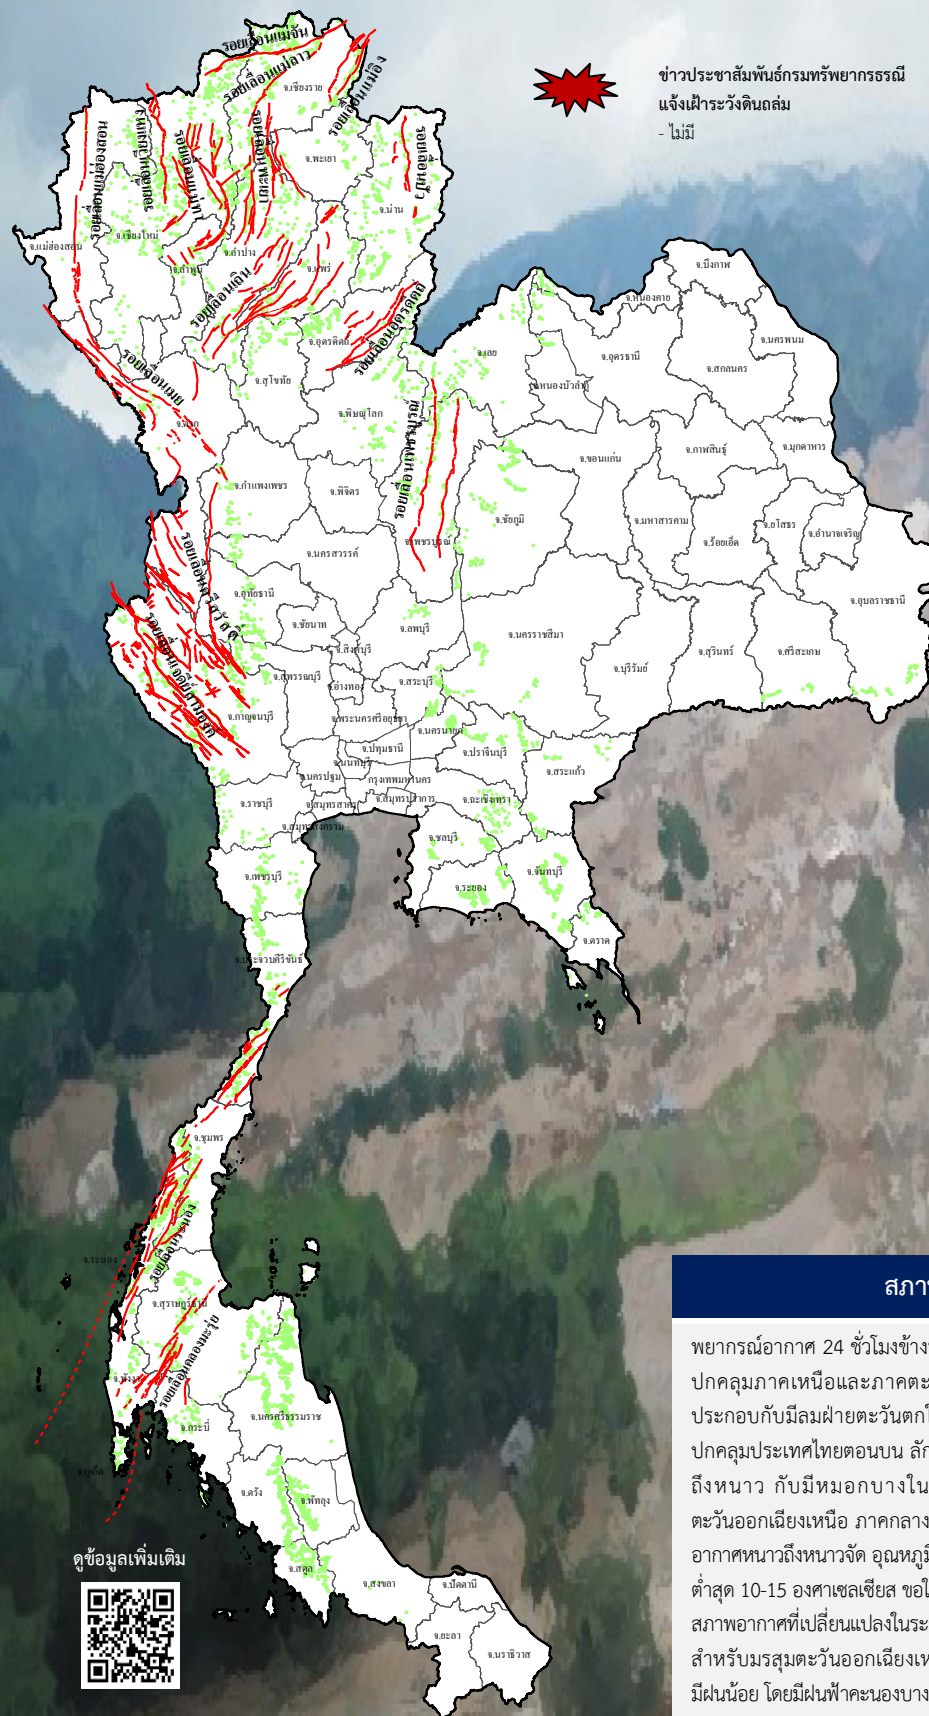 ข่าวประชาสัมพันธ์กรมทรัพยากรธรณี
แจ้งเฝ้าระวังดินถล่ม
- ไม่มี
รอยเลื่อนแม่จัน
รอยเลื่อนแม่ลาว
รอยเลื่อนแม่อิง
จ.เชียงราย
รอยเลื่อนแม่ฮ่องสอน
รอยเลื่อนแม่ทา
รอยเลื่อนพะเยา
รอยเลื่อนปัว
จ.พะเยา
จ.น่าน
จ.แม่ฮ่องสอน
จ.เชียงใหม่
จ.ลำปาง
จ.ลำพูน
จ.แพร่
รอยเลื่อนเถิน
รอยเลื่อนอุตรดิตถ์
จ.อุตรดิตถ์
จ.บึงกาฬ
จ.หนองคาย
จ.นครพนม
จ.อุดรธานี
จ.สกลนคร
จ.เลย
จ.หนองบัวลำภู
รอยเลื่อนเมย
จ.สุโขทัย
จ.ตาก
จ.พิษณุโลก
รอยเลื่อนเพชรบูรณ์
จ.ขอนแก่น
จ.กาฬสินธุ์
จ.มุกดาหาร
จ.กำแพงเพชร
จ.พิจิตร
จ.ชัยภูมิ
จ.มหาสารคาม
จ.ยโสธร
จ.อำนาจเจริญ
จ.เพชรบูรณ์
จ.ร้อยเอ็ด
จ.นครสวรรค์
รอยเลื่อนศรีสวัสดิ์
จ.อุทัยธานี
จ.อุบลราชธานี
จ.ชัยนาท
จ.ลพบุรี
จ.นครราชสีมา
รอยเลื่อนเจดีย์สามองค์
จ.สิงห์บุรี
จ.บุรีรัมย์
จ.สุรินทร์
จ.ศรีสะเกษ
จ.สุพรรณบุรี
จ.อ่างทอง
จ.สระบุรี
จ.กาญจนบุรี
จ.พระนครศรีอยุธยา
จ.นครนายก
จ.ปทุมธานี
จ.ปราจีนบุรี
จ.นนทบุรี
จ.นครปฐม
กรุงเทพมหานคร
จ.สระแก้ว
จ.ราชบุรี
จ.สมุทรสาคร
จ.สมุทรปราการ
จ.ฉะเชิงเทรา
จ.สมุทรสงคราม
จ.ชลบุรี
จ.เพชรบุรี
จ.ระยอง
จ.จันทบุรี
จ.ตราด
จ.ประจวบคีรีขันธ์
จ.ชุมพร
รอยเลื่อนระนอง
จ.ระนอง
จ.สุราษฎร์ธานี
รอยเลื่อนคลองมะรุ่ย
จ.พังงา
จ.กระบี่
จ.นครศรีธรรมราช
จ.ภูเก็ต
จ.ตรัง
จ.พัทลุง
จ.สตูล
จ.สงขลา
จ.ปัตตานี
จ.ยะลา
จ.นราธิวาส
ดูข้อมูลเพิ่มเติม
สภาพ
พยากรณ์อากาศ 24 ชั่วโมงข้าง
ปกคลุมภาคเหนือและภาคตะ
ประกอบกับมีลมฝ่ายตะวันตกใ
ปกคลุมประเทศไทยตอนบน ลัก
ถึงหนาว กับมีหมอกบางใน
ตะวันออกเฉียงเหนือ ภาคกลาง
อากาศหนาวถึงหนาวจัด อุณหภูมิ
ต่ำสุด 10-15 องศาเซลเซียส ขอใ
สภาพอากาศที่เปลี่ยนแปลงในระ
สำหรับมรสุมตะวันออกเฉียงเห
มีฝนน้อย โดยมีฝนฟ้าคะนองบาง